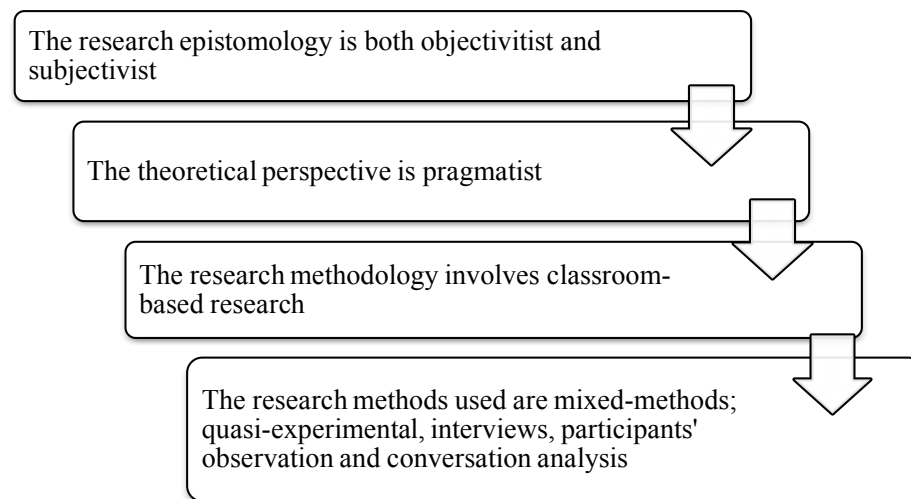 The research epistomology is both objectivitist and
subjectivist
The theoretical perspective is pragmatist
The research methodology involves classroom-
based research
The research methods used are mixed-methods;
quasi-experimental, interviews, participants'
observation and conversation analysis